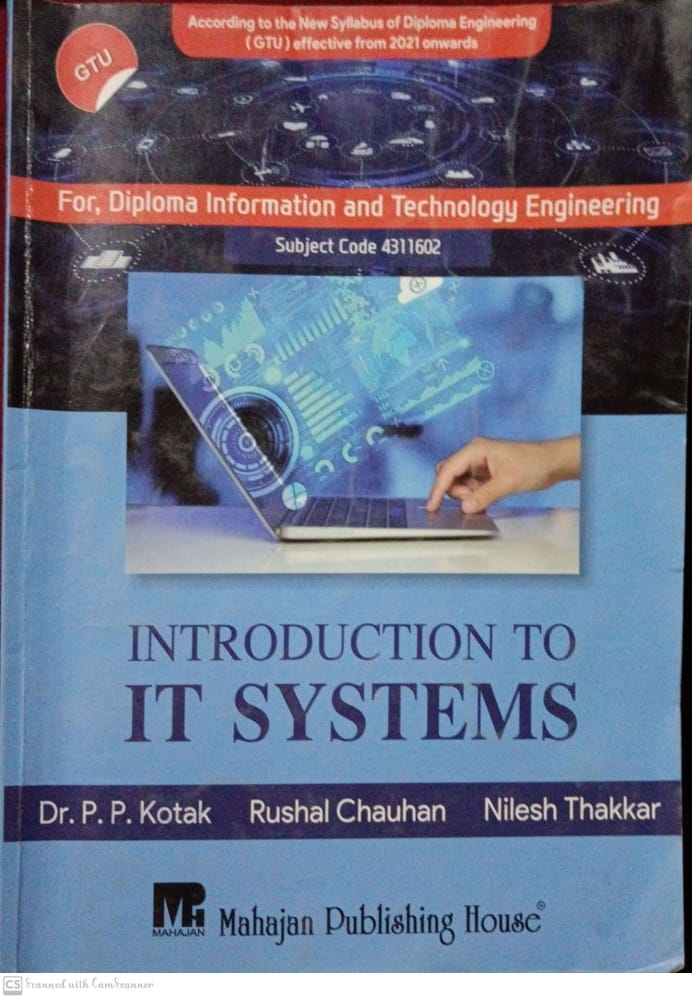 According to the New Syllabus of Diploma Engineering
(GTU) effective from 2021 onwards
GTU
For, Diploma Information and Technology Engineering
Subject Code 4311602
INTRODUCTION TO
IT SYSTEMS
Dr. P. P. Kotak Rushal Chauhan Nilesh Thakkar
MPH
MAHAJAN
Mahajan Publishing House®
CS Scanned with CamScanner